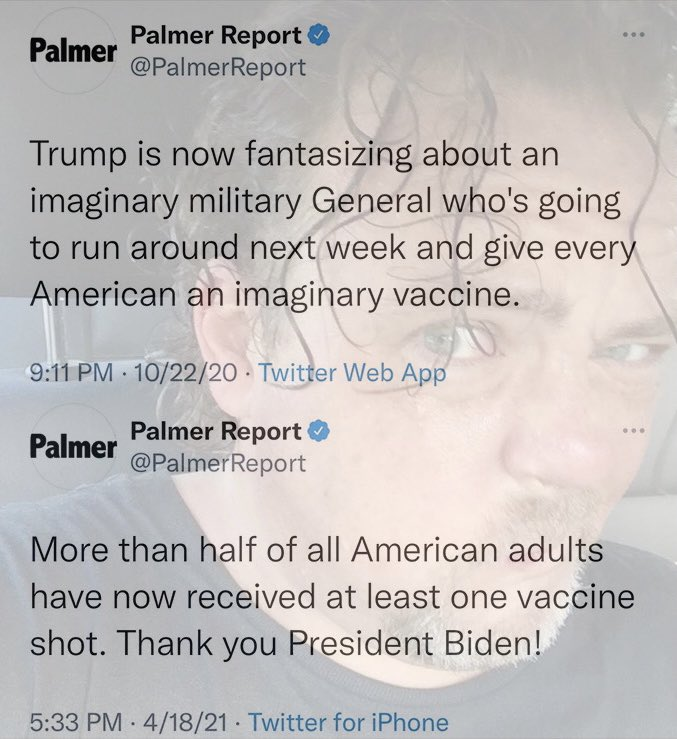 Palmer
Palmer Report
@PalmerReport
Trump is now fantasizing about an
imaginary military General who's going
to run around next week and give every
American an imaginary vaccine.
9:11 PM · 10/22/20 · Twitter Web App
Palmer
Palmer Report
@PalmerReport
More than half of all American adults
have now received at least one vaccine
shot. Thank you President Biden!
5:33 PM · 4/18/21 · Twitter for iPhone